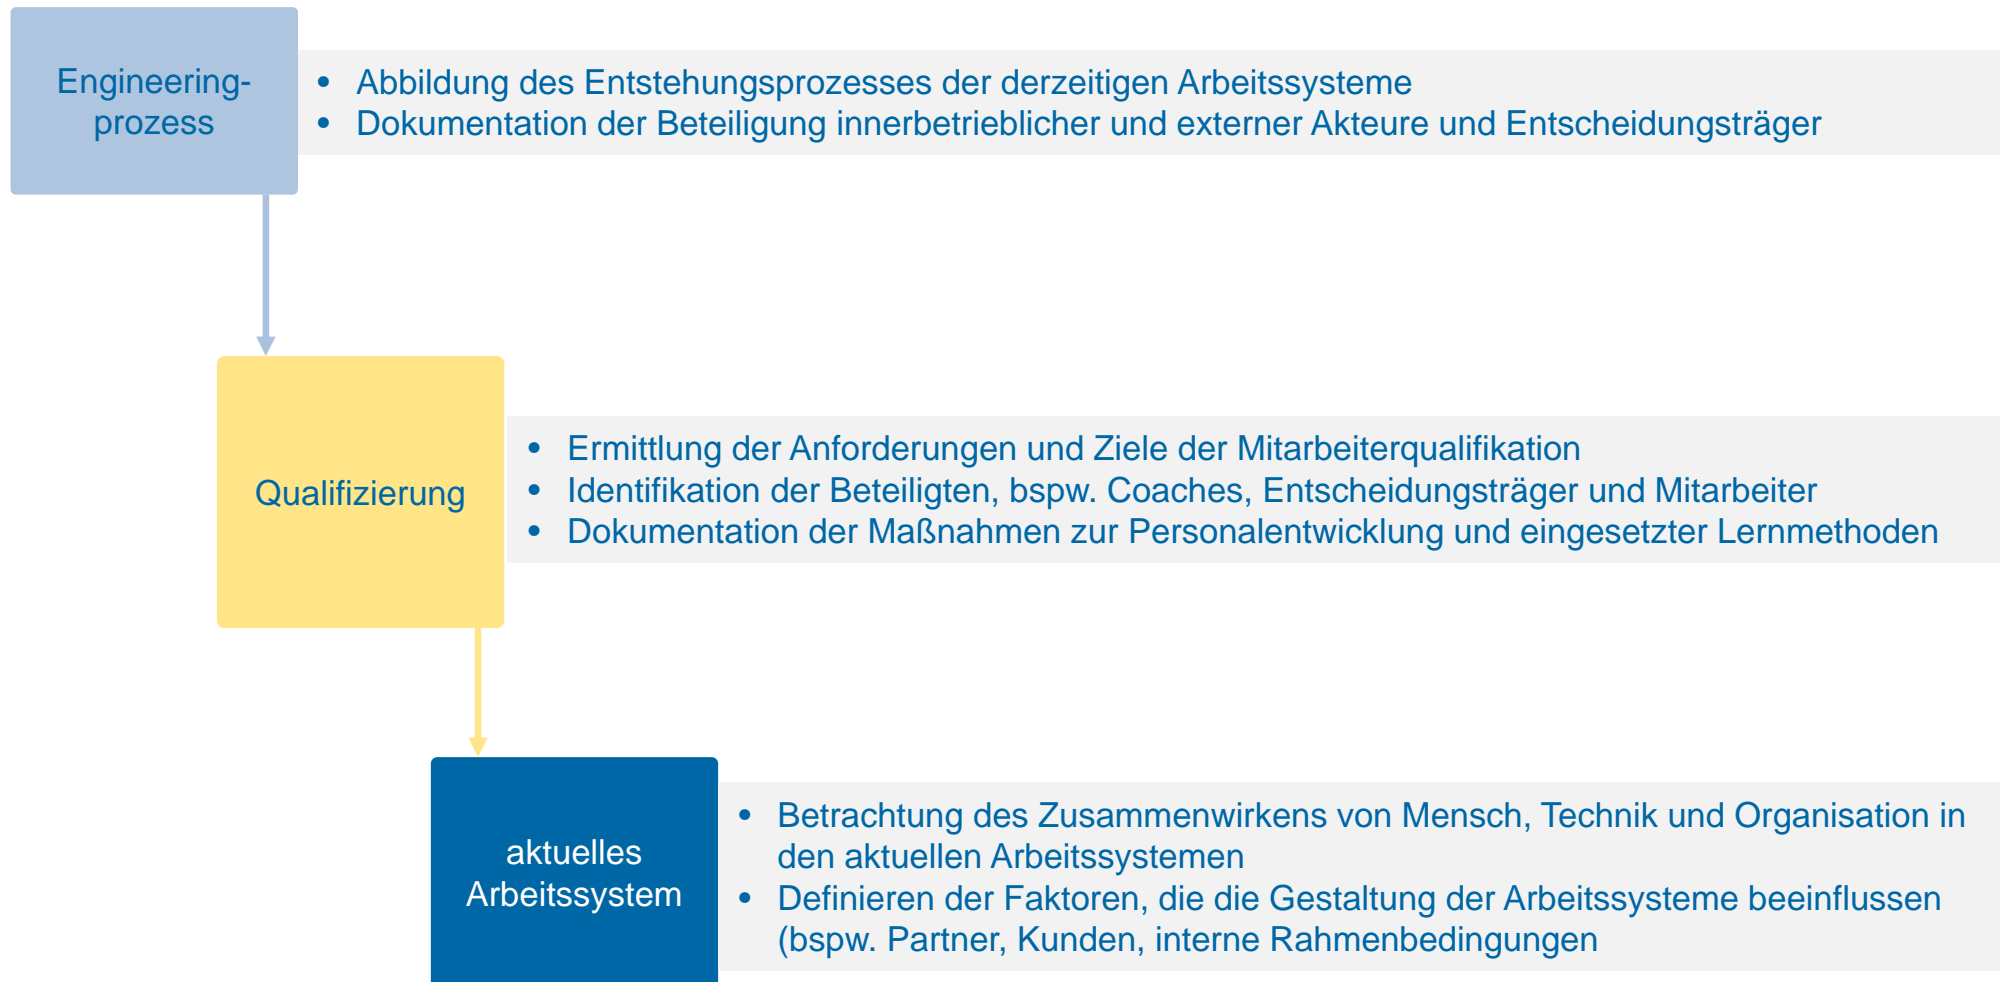 Engineering-
prozess
• Abbildung des Entstehungsprozesses der derzeitigen Arbeitssysteme
• Dokumentation der Beteiligung innerbetrieblicher und externer Akteure und Entscheidungsträger
Qualifizierung
• Ermittlung der Anforderungen und Ziele der Mitarbeiterqualifikation
• Identifikation der Beteiligten, bspw. Coaches, Entscheidungsträger und Mitarbeiter
• Dokumentation der Maßnahmen zur Personalentwicklung und eingesetzter Lernmethoden
aktuelles
Arbeitssystem
• Betrachtung des Zusammenwirkens von Mensch, Technik und Organisation in
den aktuellen Arbeitssystemen
• Definieren der Faktoren, die die Gestaltung der Arbeitssysteme beeinflussen
(bspw. Partner, Kunden, interne Rahmenbedingungen